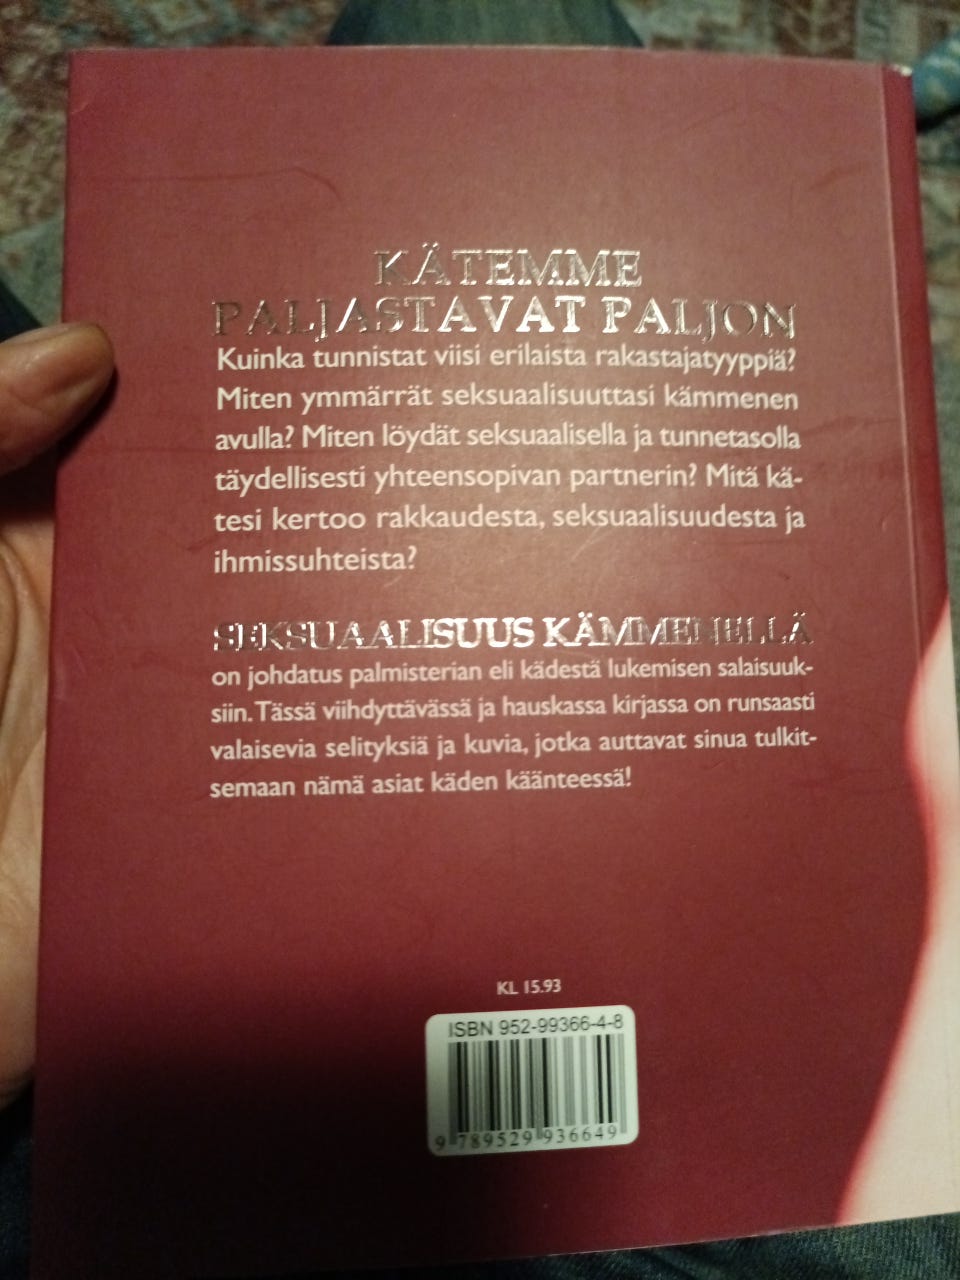 KÄTEMME
PALJASTAVAT PALJON
Kuinka tunnistat viisi erilaista rakastajatyyppiä?
Miten ymmärrät seksuaalisuuttasi kämmenen
avulla? Miten löydät seksuaalisella ja tunnetasolla
täydellisesti yhteensopivan partnerin? Mitä kä-
tesi kertoo rakkaudesta, seksuaalisuudesta ja
ihmissuhteista?
SEKSUAALISUUS KÄMMENELLÄ
on johdatus palmisterian eli kädestä lukemisen salaisuuk-
siin. Tässä viihdyttävässä ja hauskassa kirjassa on runsaasti
valaisevia selityksiä ja kuvia, jotka auttavat sinua tulkit-
semaan nämä asiat käden käänteessä!
KL 15.93
ISBN 952-99366-4-8
9 789529 936649